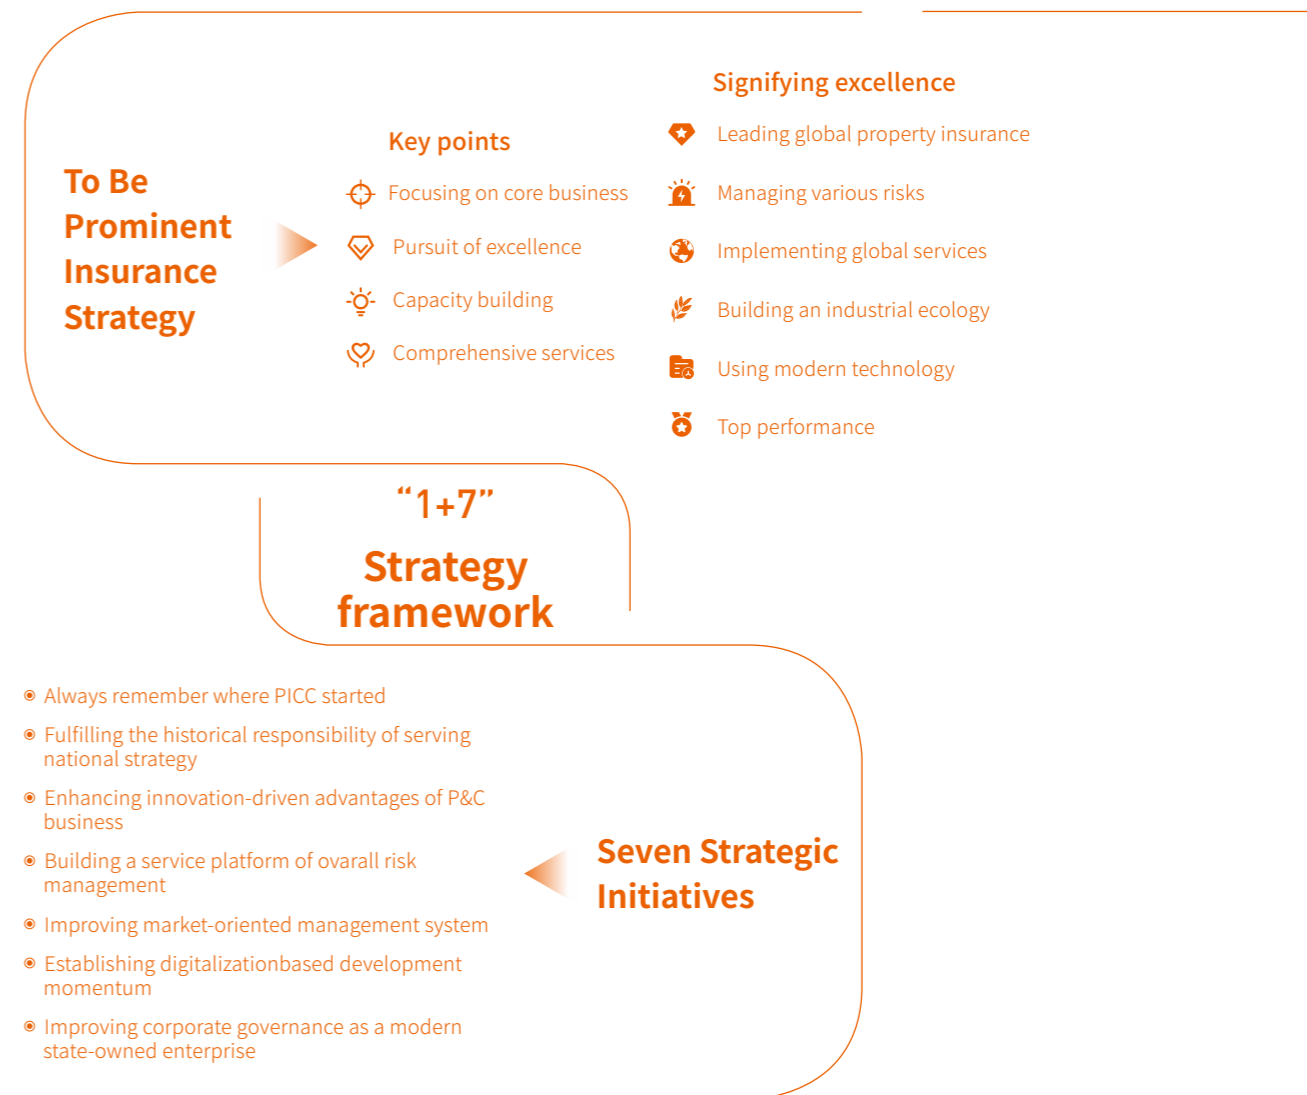 To Be
Prominent
Insurance
Strategy
Key points
Focusing on core business
Pursuit of excellence
Capacity building
Comprehensive services
Signifying excellence
Leading global property insurance
Managing various risks
Implementing global services
Building an industrial ecology
Using modern technology
Top performance
“1+7”
Strategy
framework
Seven Strategic
Initiatives
Always remember where PICC started
Fulfilling the historical responsibility of serving
national strategy
Enhancing innovation-driven advantages of P&C
business
Building a service platform of ovarall risk
management
Improving market-oriented management system
Establishing digitalizationbased development
momentum
Improving corporate governance as a modern
state-owned enterprise